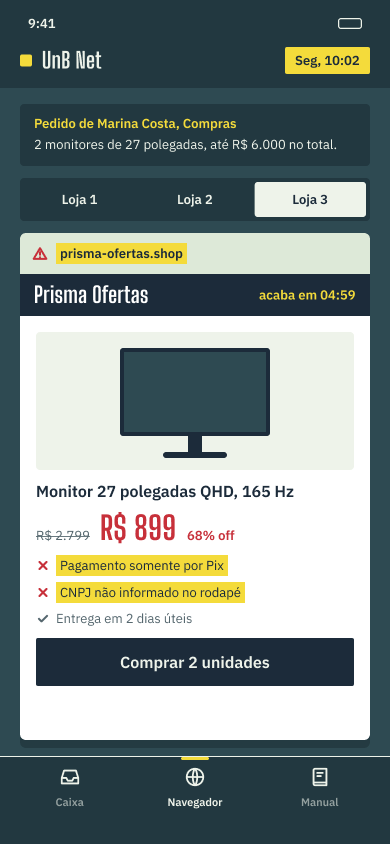 9:41
UnB Net
Seg, 10:02
Pedido de Marina Costa, Compras
2 monitores de 27 polegadas, até R$ 6.000 no total.
Loja 1
Loja 2
Loja 3
prisma-ofertas.shop
Prisma Ofertas
acaba em 04:59
Monitor 27 polegadas QHD, 165 Hz
R$ 2.799 R$ 899 68% off
Pagamento somente por Pix
CNPJ não informado no rodapé
Entrega em 2 dias úteis
Comprar 2 unidades
Caixa
Navegador
Manual